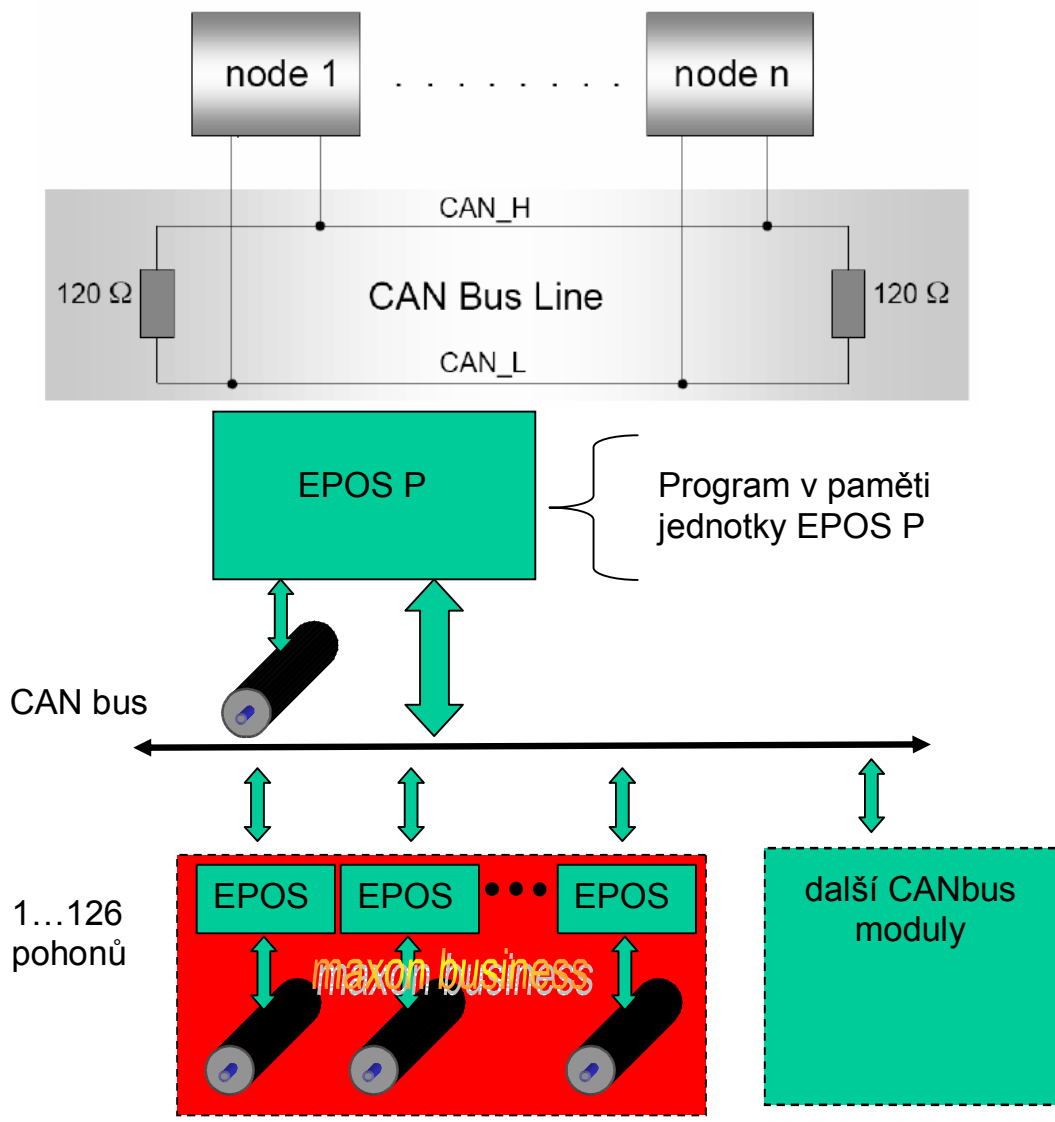 node 1 . . . . . . . . node n
CAN_H
120 Ω CAN Bus Line 120 Ω
CAN_L
EPOS P
Program v paměti
jednotky EPOS P
CAN bus
EPOS EPOS ••• EPOS
další CANbus
moduly
1…126
pohonů
maxon business